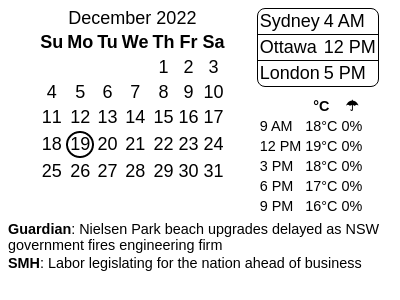 December 2022
Su Mo Tu We Th Fr Sa
1 2 3
4 5 6 7 8 9 10
11 12 13 14 15 16 17
18 19 20 21 22 23 24
25 26 27 28 29 30 31
Sydney 4 AM
Ottawa 12 PM
London 5 PM
°C ☂
9 AM 18°C 0%
12 PM 19°C 0%
3 PM 18°C 0%
6 PM 17°C 0%
9 PM 16°C 0%
Guardian: Nielsen Park beach upgrades delayed as NSW
government fires engineering firm
SMH: Labor legislating for the nation ahead of business